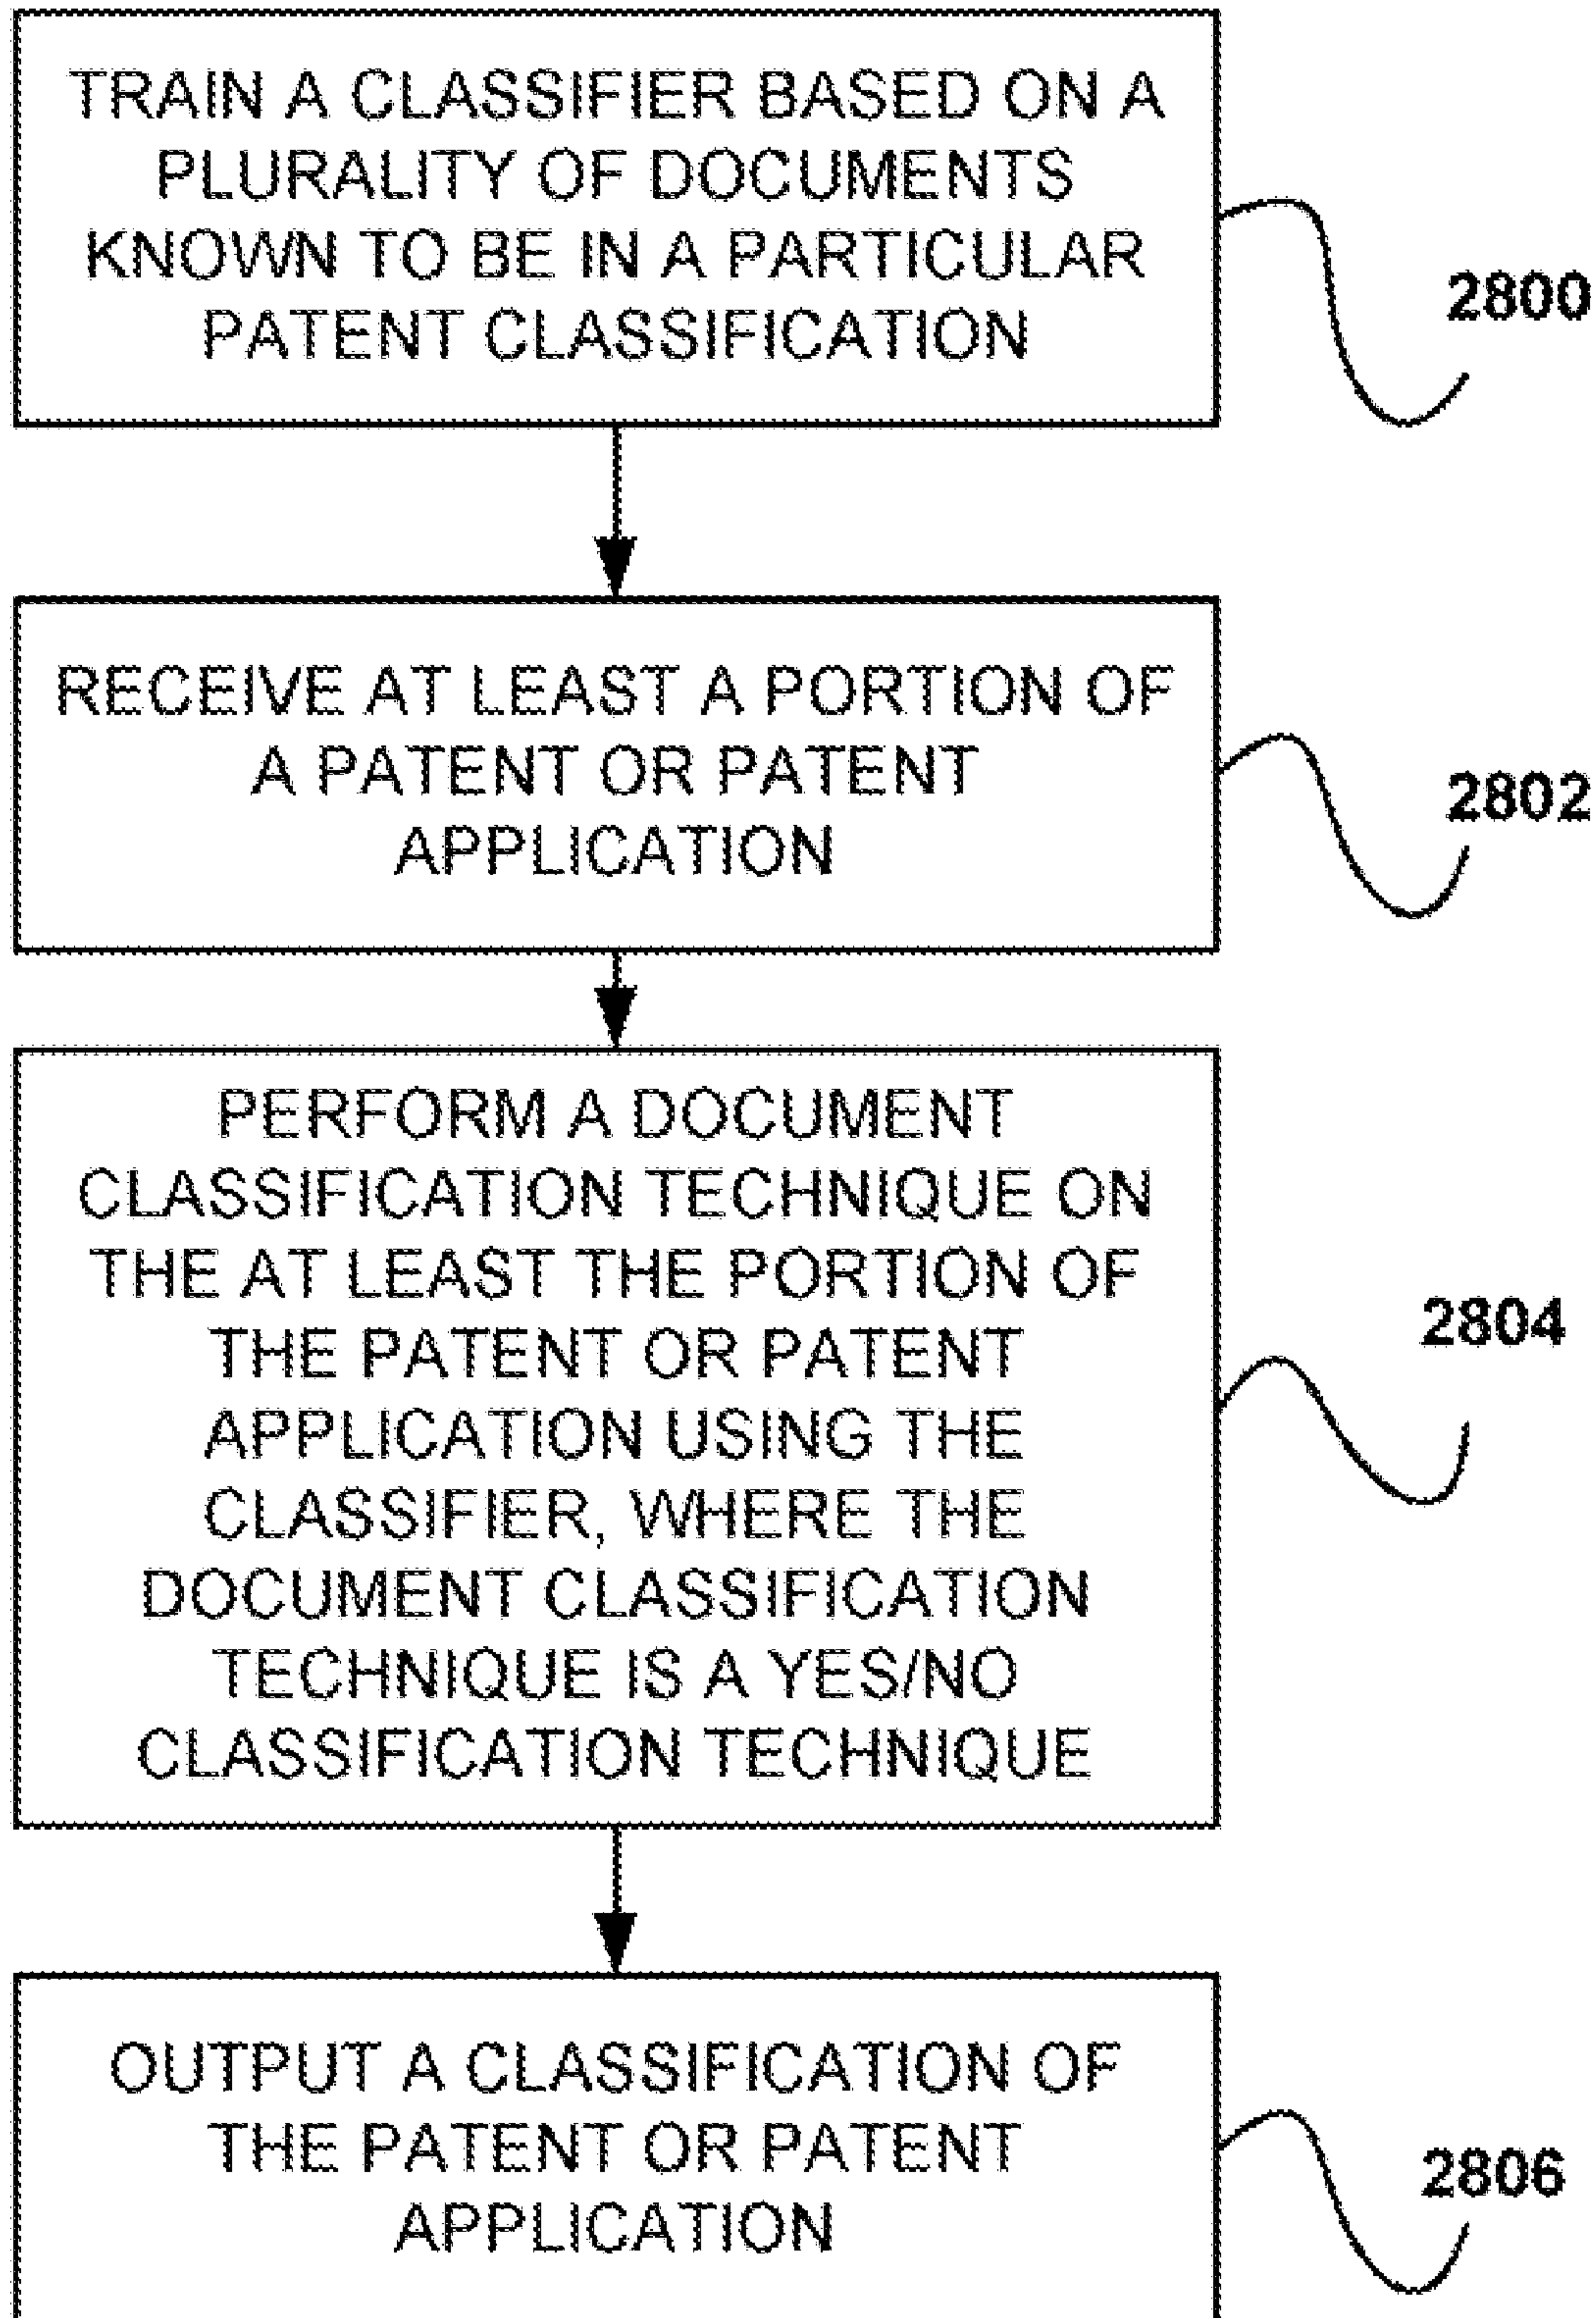 TRAIN A CLASSIFIER BASED ON A
PLURALITY OF DOCUMENTS
KNOWN TO BE IN A PARTICULAR
PATENT CLASSIFICATION
2800
RECEIVE AT LEAST A PORTION OF
A PATENT OR PATENT
APPLICATION
2802
PERFORM A DOCUMENT
CLASSIFICATION TECHNIQUE ON
THE AT LEAST THE PORTION OF
THE PATENT OR PATENT
APPLICATION USING THE
CLASSIFIER, WHERE THE
DOCUMENT CLASSIFICATION
TECHNIQUE IS A YES/NO
CLASSIFICATION TECHNIQUE
2804
OUTPUT A CLASSIFICATION OF
THE PATENT OR PATENT
APPLICATION
2806